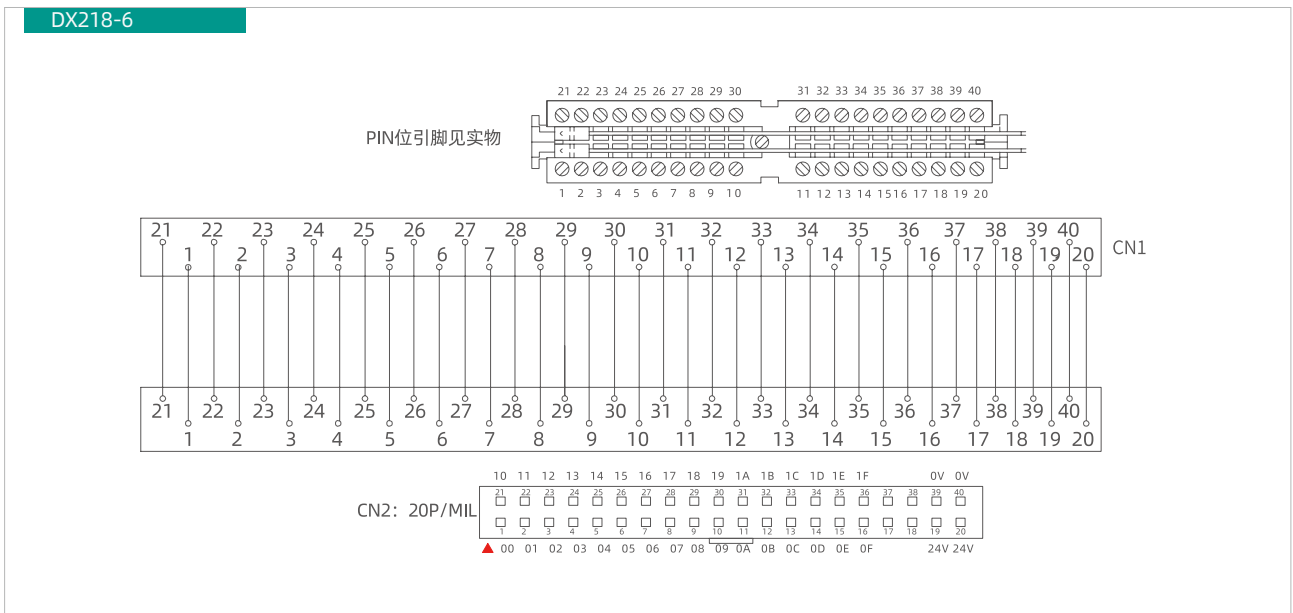 DX218-6
21 22 23 24 25 26 27 28 29 30 31 32 33 34 35 36 37 38 39 40
PIN位引脚见实物
1 2 3 4 5 6 7 8 9 10 11 12 13 14 15 16 17 18 19 20
21 22 23 24 25 26 27 28 29 30 31 32 33 34 35 36 37 38 39 40
1 2 3 4 5 6 7 8 9 10 11 12 13 14 15 16 17 18 19 20
CN1
21 22 23 24 25 26 27 28 29 30 31 32 33 34 35 36 37 38 39 40
1 2 3 4 5 6 7 8 9 10 11 12 13 14 15 16 17 18 19 20
10 11 12 13 14 15 16 17 18 19 1A 1B 1C 1D 1E 1F 0V 0V
21 22 23 24 25 26 27 28 29 30 31 32 33 34 35 36 37 38 39 40
CN2：20P/MIL
1 2 3 4 5 6 7 8 9 10 11 12 13 14 15 16 17 18 19 20
00 01 02 03 04 05 06 07 08 09 0A 0B 0C 0D 0E 0F 24V 24V